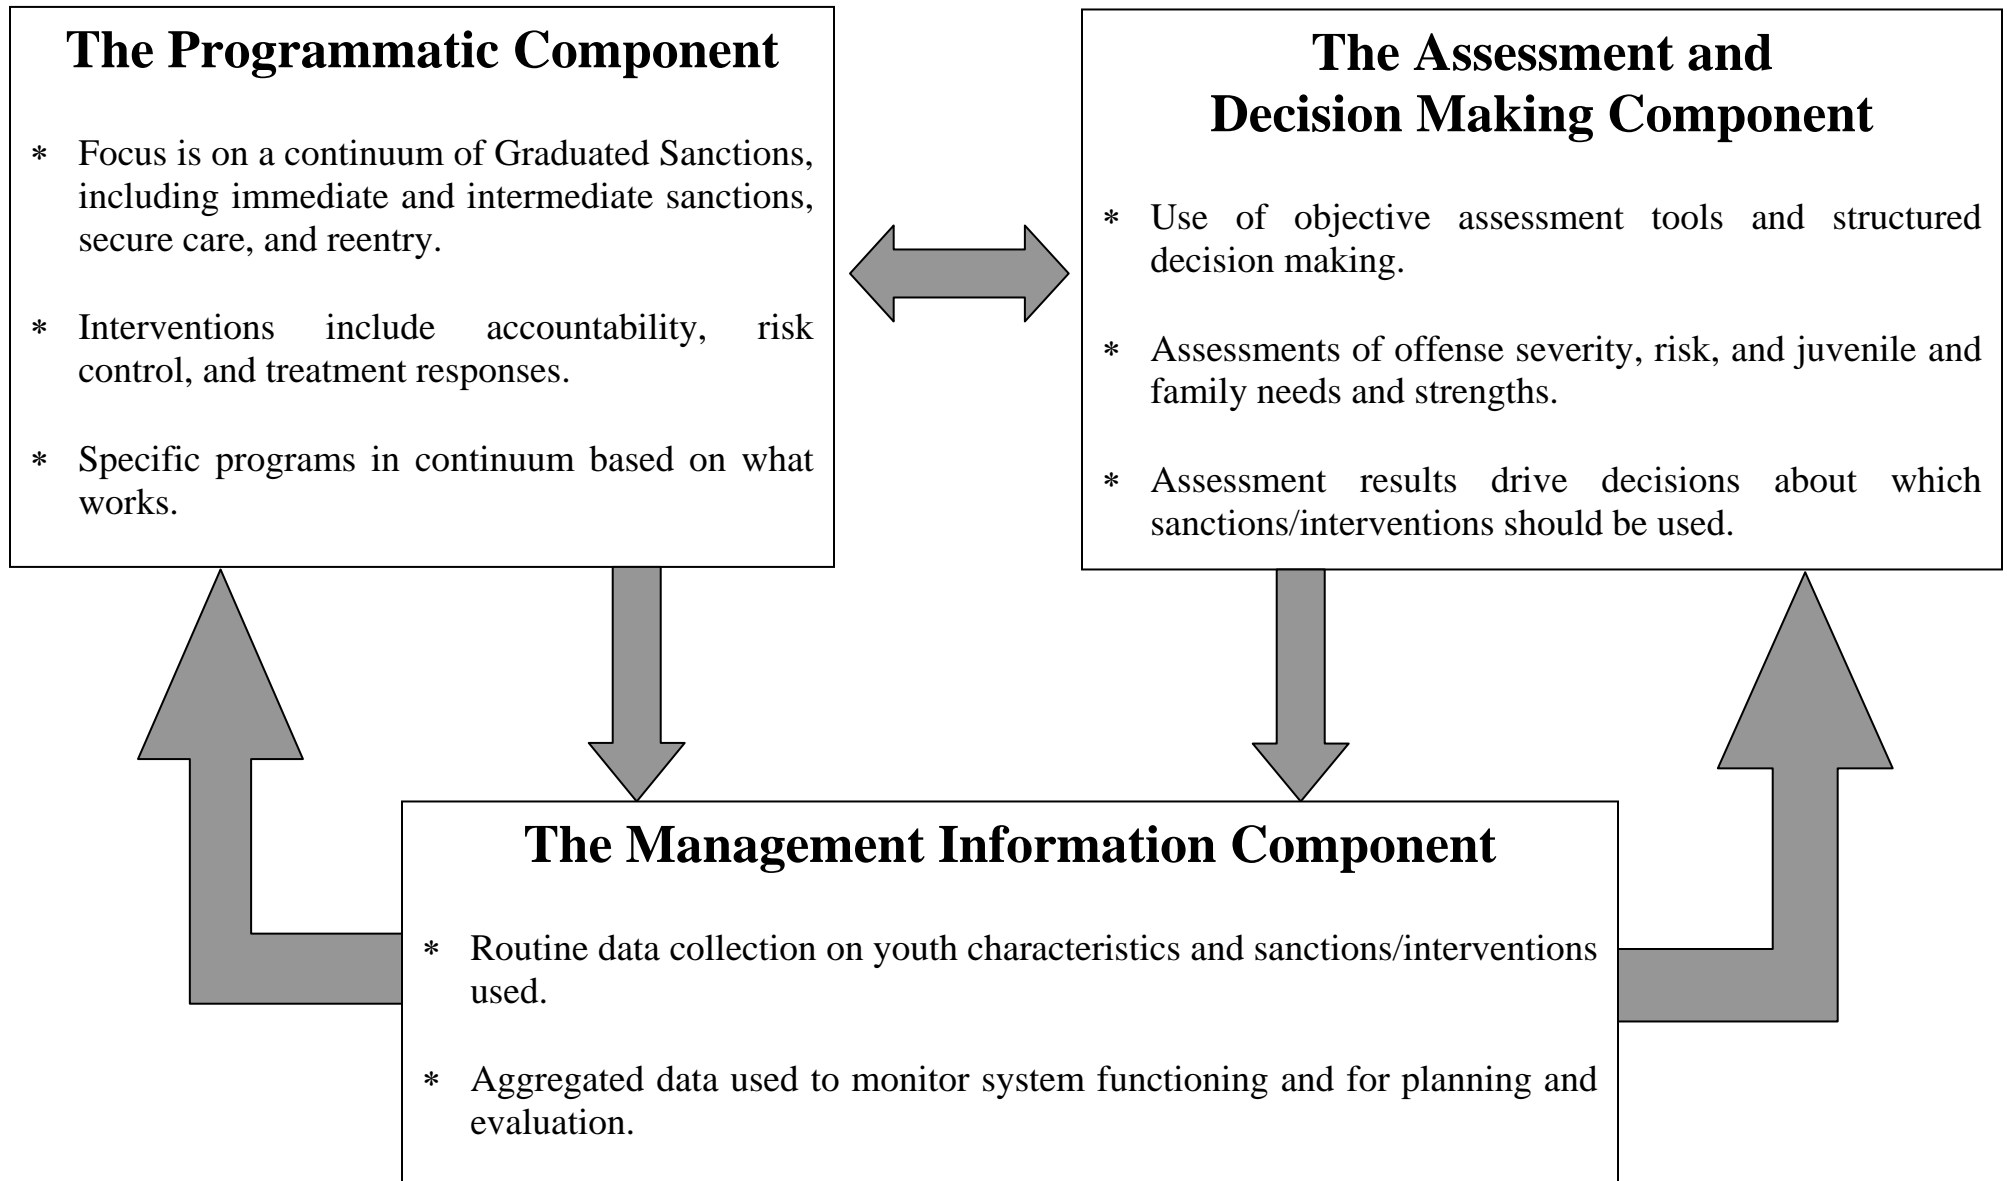 The Programmatic Component
* Focus is on a continuum of Graduated Sanctions,
including immediate and intermediate sanctions,
secure care, and reentry.
* Interventions include accountability, risk
control, and treatment responses.
* Specific programs in continuum based on what
works.
The Assessment and
Decision Making Component
* Use of objective assessment tools and structured
decision making.
* Assessments of offense severity, risk, and juvenile and
family needs and strengths.
* Assessment results drive decisions about which
sanctions/interventions should be used.
The Management Information Component
* Routine data collection on youth characteristics and sanctions/interventions
used.
* Aggregated data used to monitor system functioning and for planning and
evaluation.